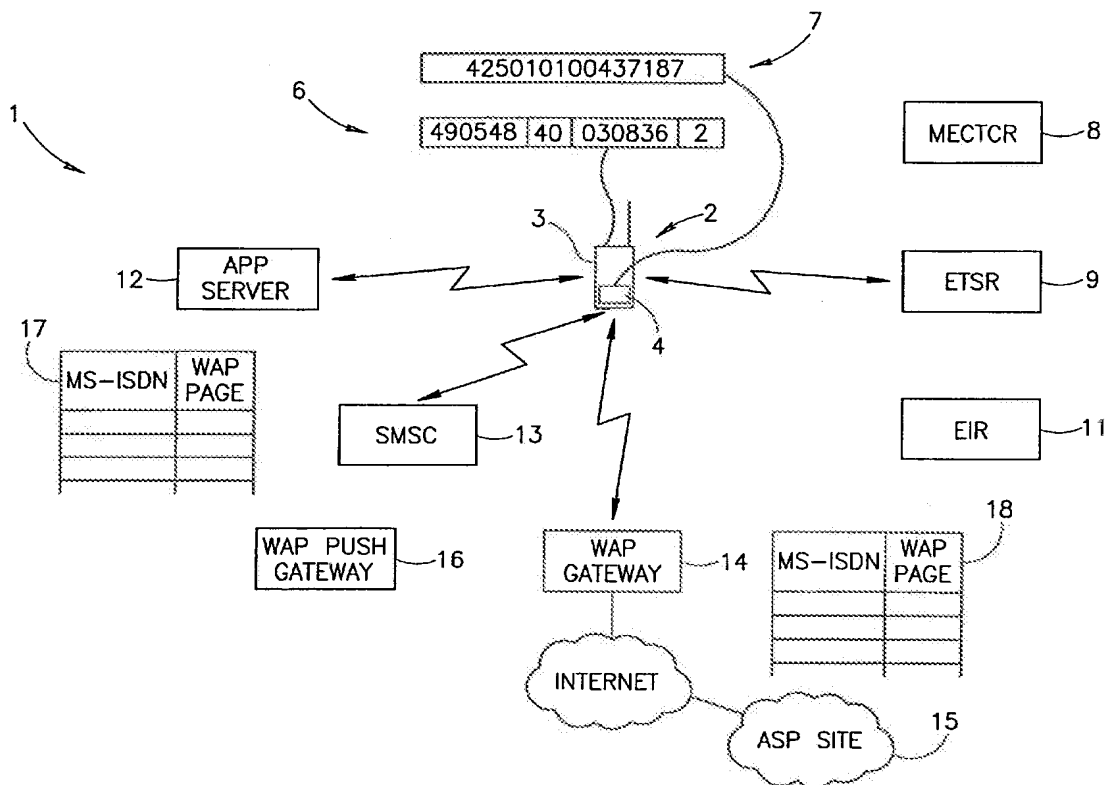 7
425010100437187
6
1
490548 40 030836 2
MECTCR 8
3
2
APP
SERVER
12
ETSR 9
4
17
MS-ISDN WAP
PAGE
SMSC 13
EIR 11
18
WAP PUSH
GATEWAY
16
WAP
GATEWAY
14
MS-ISDN WAP
PAGE
INTERNET
ASP SITE
15